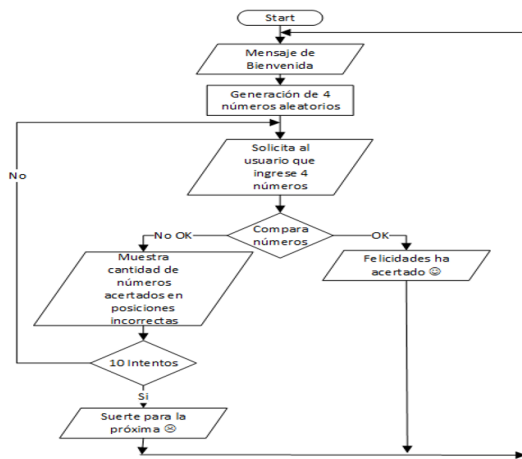 Start
Mensaje de
Bienvenida
Generación de 4
números aleatorios
No
Solicita al
usuario que
ingrese 4
números
No OK
Compara
números
OK
Muestra
cantidad de
números
acertados en
posiciones
incorrectas
Felicidades ha
acertado ☺
10 Intentos
Si
Suerte para la
próxima ☹